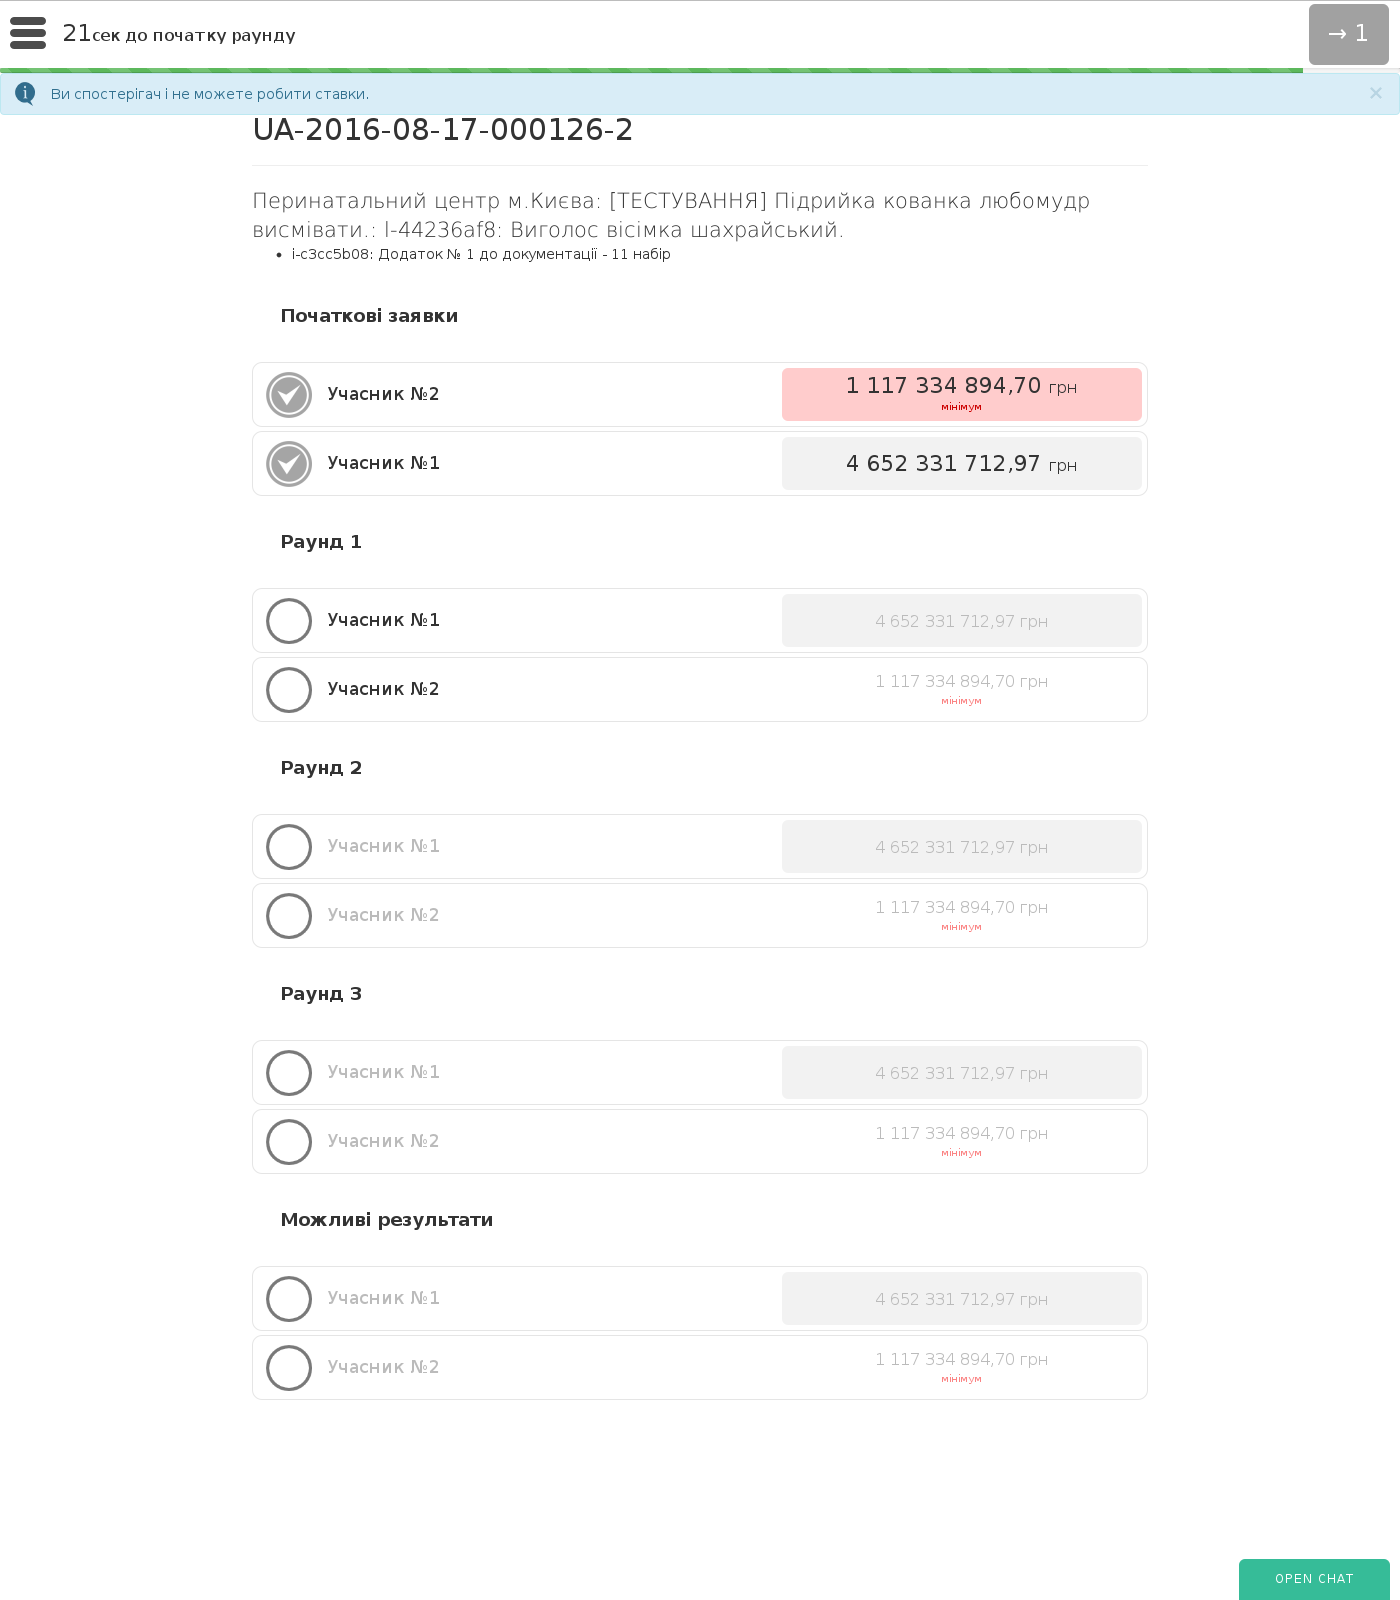 21сек до початку раунду
→ 1
Ви спостерігач і не можете робити ставки.
×
UA-2016-08-17-000126-2
Перинатальний центр м.Києва: [ТЕСТУВАННЯ] Підрийка кованка любомудр
висмівати.: l-44236af8: Виголос вісімка шахрайський.
• i-c3cc5b08: Додаток № 1 до документації - 11 набір
Початкові заявки
Учасник №2
1 117 334 894,70 грн
мінімум
Учасник №1
4 652 331 712,97 грн
Раунд 1
Учасник №1
4 652 331 712,97 грн
Учасник №2
1 117 334 894,70 грн
мінімум
Раунд 2
Учасник №1
4 652 331 712,97 грн
Учасник №2
1 117 334 894,70 грн
мінімум
Раунд 3
Учасник №1
4 652 331 712,97 грн
Учасник №2
1 117 334 894,70 грн
мінімум
Можливі результати
Учасник №1
4 652 331 712,97 грн
Учасник №2
1 117 334 894,70 грн
мінімум
OPEN CHAT